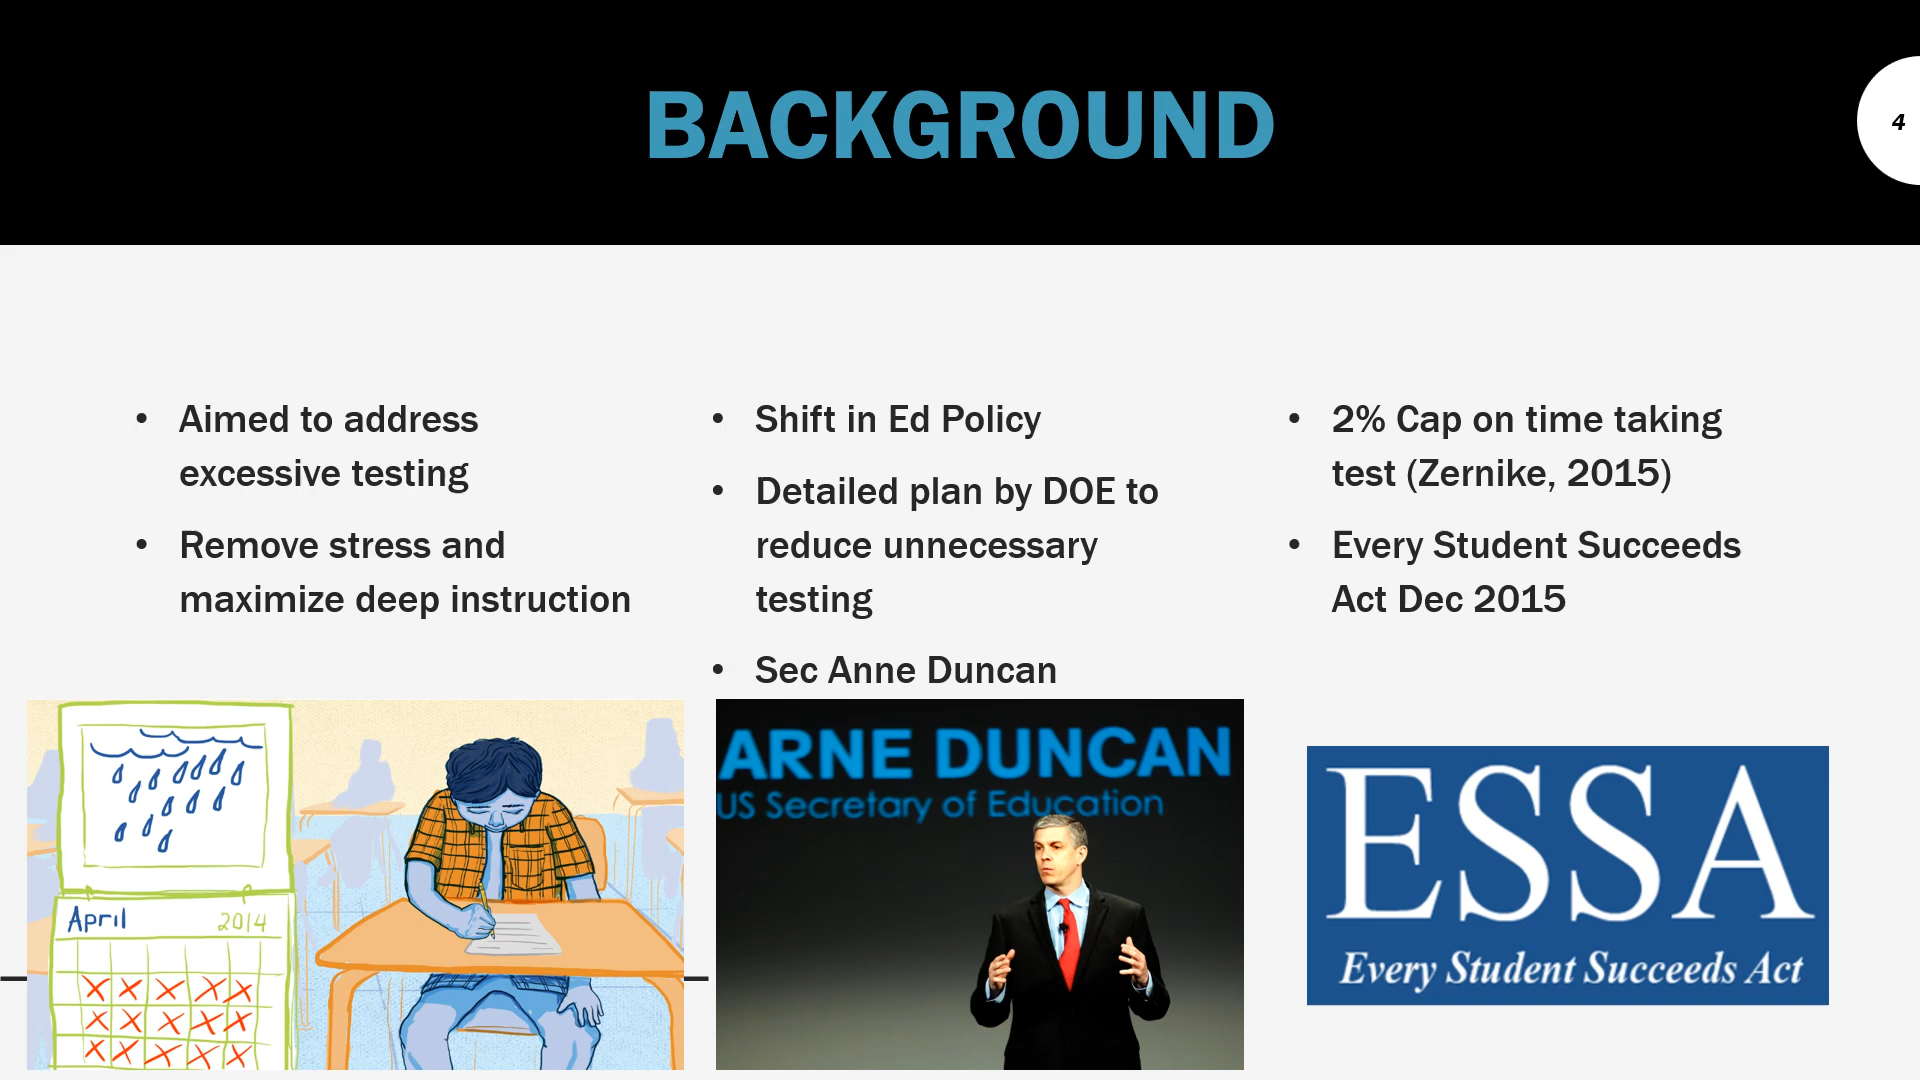 BACKGROUND
4
• Aimed to address
excessive testing
• Remove stress and
maximize deep instruction
• Shift in Ed Policy
• Detailed plan by DOE to
reduce unnecessary
testing
• Sec Anne Duncan
• 2% Cap on time taking
test (Zernike, 2015)
• Every Student Succeeds
Act Dec 2015
April 2014
ARNE DUNCAN
US Secretary of Education
ESSA
Every Student Succeeds Act